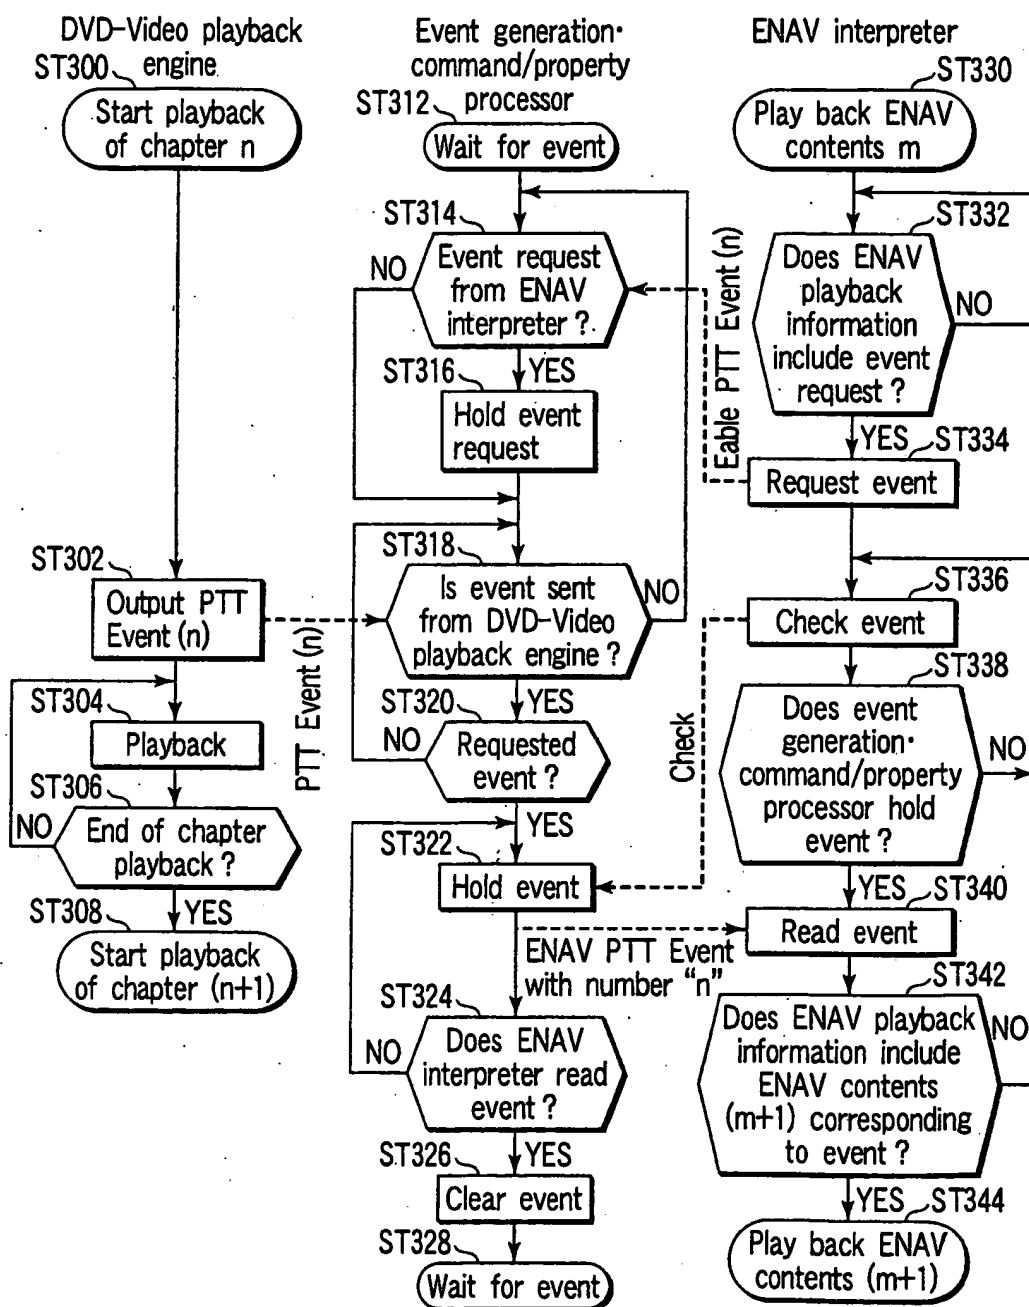 DVD-Video playback
engine
ST300
Start playback
of chapter n
ST302
Output PTT
Event(n)
PTT Event(n)
ST304
Playback
ST306
NO
End of chapter
playback?
YES
ST308
Start playback
of chapter (n+1)
Event generation·
command/property
processor
ST312
Wait for event
ST314
NO
Event request
from ENAV
interpreter?
ST316
YES
Hold event
request
ST318
Is event sent
from DVD-Video
playback engine?
NO
ST320
YES
NO
Requested
event?
YES
ST322
Hold event
ENAV PTT Event
with number "n"
ST324
NO
Does ENAV
interpreter read
event?
ST326
YES
Clear event
ST328
Wait for event
ENAV interpreter
ST330
Play back ENAV
contents m
ST332
Does ENAV
playback
information
include event
request?
NO
Eable PTT Event(n)
YES
ST334
Request event
ST336
Check event
Check
ST338
Does event
generation·
command/property
processor hold
event?
NO
YES
ST340
Read event
ST342
Does ENAV playback
information include
ENAV contents
(m+1) corresponding
to event?
NO
YES
ST344
Play back ENAV
contents (m+1)